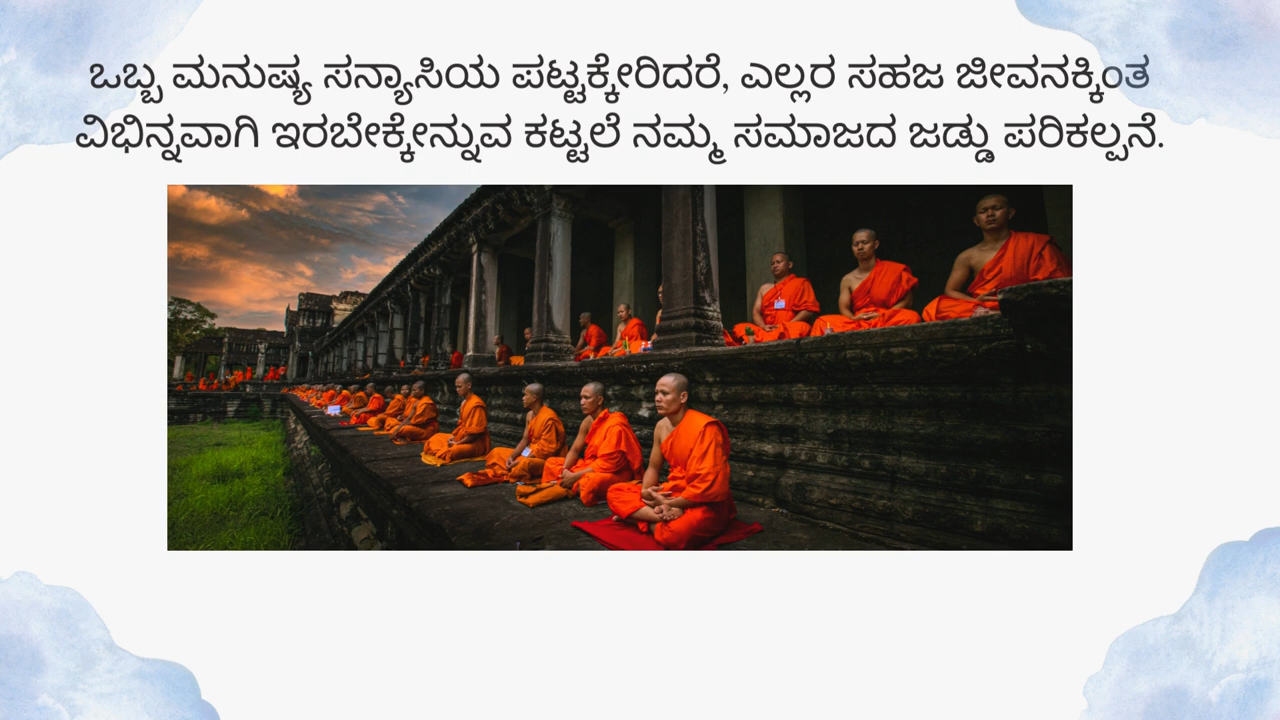 ಒಬ್ಬ ಮನುಷ್ಯ ಸನ್ಯಾಸಿಯ ಪಟ್ಟಕ್ಕೇರಿದರೆ, ಎಲ್ಲರ ಸಹಜ ಜೀವನಕ್ಕಿಂತ
ವಿಭಿನ್ನವಾಗಿ ಇರಬೇಕ್ಕೇನ್ನುವ ಕಟ್ಟಲೆ ನಮ್ಮ ಸಮಾಜದ ಜಡ್ಡು ಪರಿಕಲ್ಪನೆ.